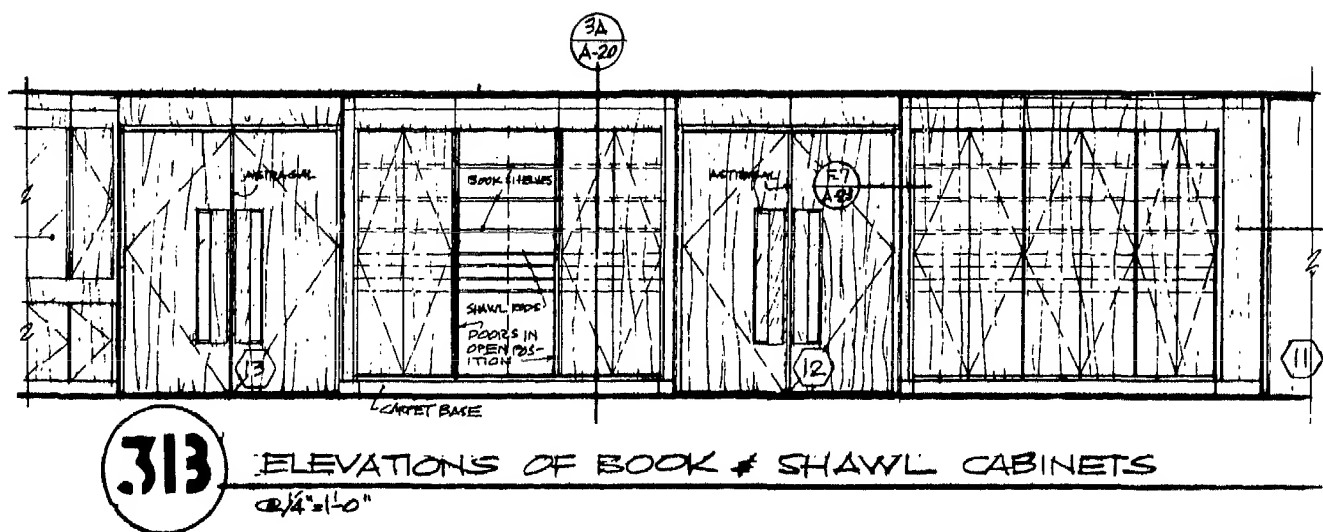 3A
A-20
ASTRAGAL
BOOK SHELVES
ASTRAGAL
E7
SHAWL RODS
DOORS IN
OPEN POS-
ITION
13
12
11
CARPET BASE
313
ELEVATIONS OF BOOK & SHAWL CABINETS
@ 1/4"=1'-0"